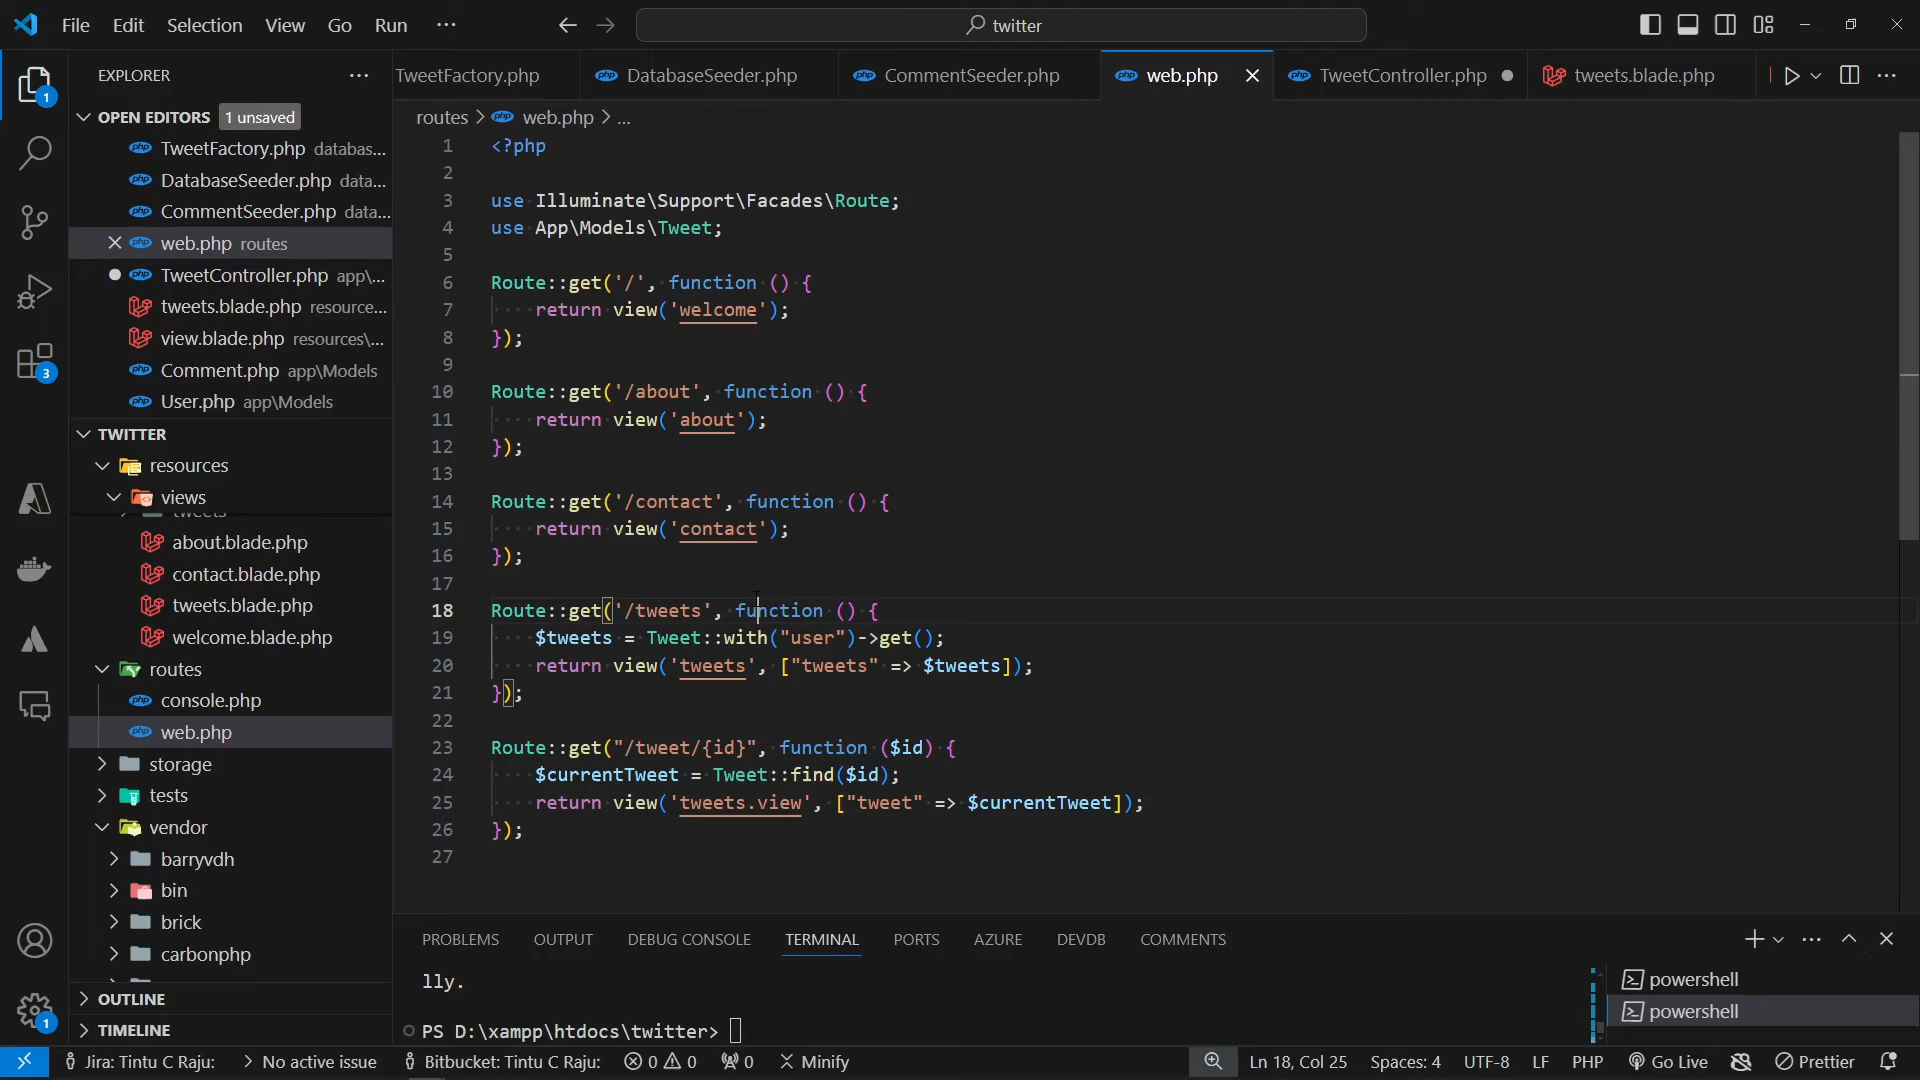 File Edit Selection View Go Run ···
twitter
EXPLORER ···
OPEN EDITORS 1 unsaved
TweetFactory.php databas...
DatabaseSeeder.php data...
CommentSeeder.php data...
web.php routes
TweetController.php app\...
tweets.blade.php resource...
view.blade.php resources\...
Comment.php app\Models
User.php app\Models
TWITTER
resources
views
tweets
about.blade.php
contact.blade.php
tweets.blade.php
welcome.blade.php
routes
console.php
web.php
storage
tests
vendor
barryvdh
bin
brick
carbonphp
OUTLINE
TIMELINE
1
3
1
TweetFactory.php DatabaseSeeder.php CommentSeeder.php web.php TweetController.php tweets.blade.php
routes > web.php > ...
1 <?php
2
3 use Illuminate\Support\Facades\Route;
4 use App\Models\Tweet;
5
6 Route::get('/', function () {
7 return view('welcome');
8 });
9
10 Route::get('/about', function () {
11 return view('about');
12 });
13
14 Route::get('/contact', function () {
15 return view('contact');
16 });
17
18 Route::get('/tweets', function () {
19 $tweets = Tweet::with("user")->get();
20 return view('tweets', ["tweets" => $tweets]);
21 });
22
23 Route::get("/tweet/{id}", function ($id) {
24 $currentTweet = Tweet::find($id);
25 return view('tweets.view', ["tweet" => $currentTweet]);
26 });
27
PROBLEMS OUTPUT DEBUG CONSOLE TERMINAL PORTS AZURE DEVDB COMMENTS
lly.
PS D:\xampp\htdocs\twitter>
powershell
powershell
Jira: Tintu C Raju: No active issue Bitbucket: Tintu C Raju: 0 0 0 Minify Ln 18, Col 25 Spaces: 4 UTF-8 LF PHP Go Live Prettier